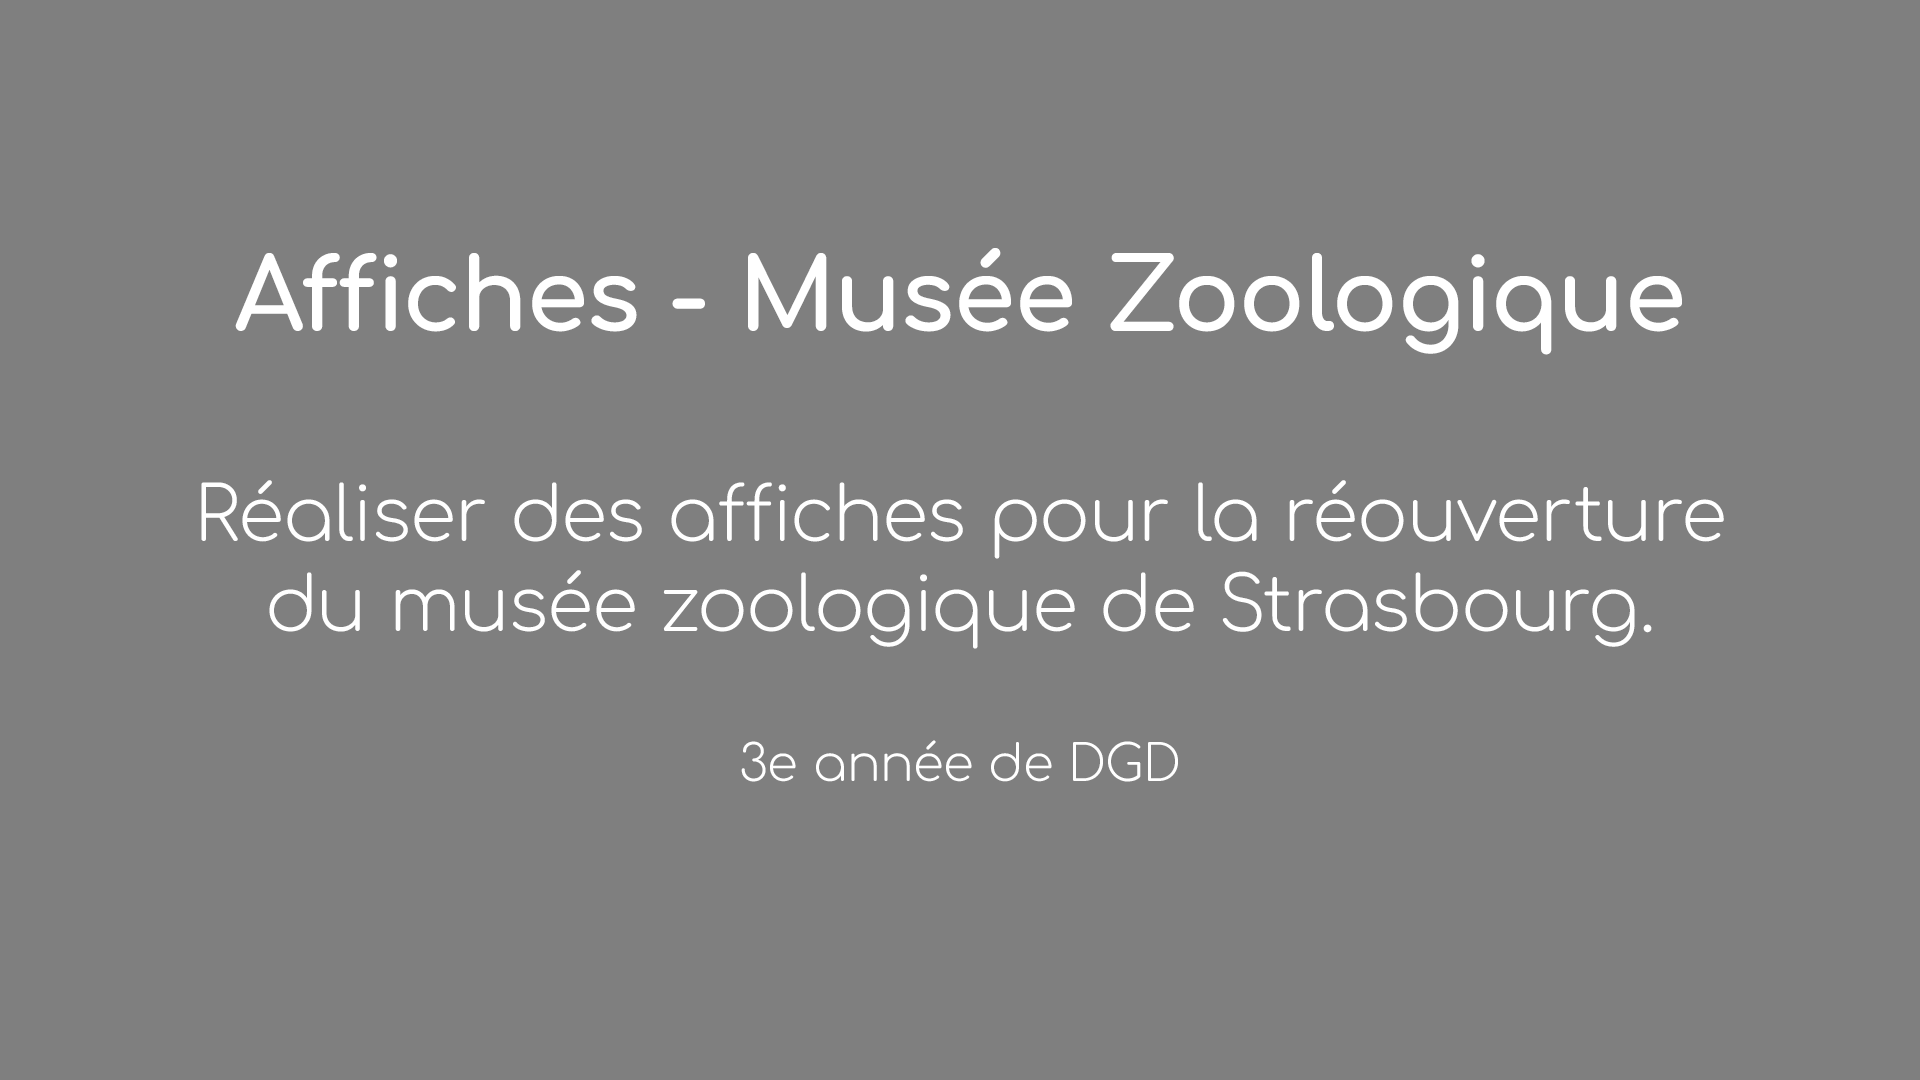 Affiches - Musée Zoologique
Réaliser des affiches pour la réouverture
du musée zoologique de Strasbourg.
3e année de DGD